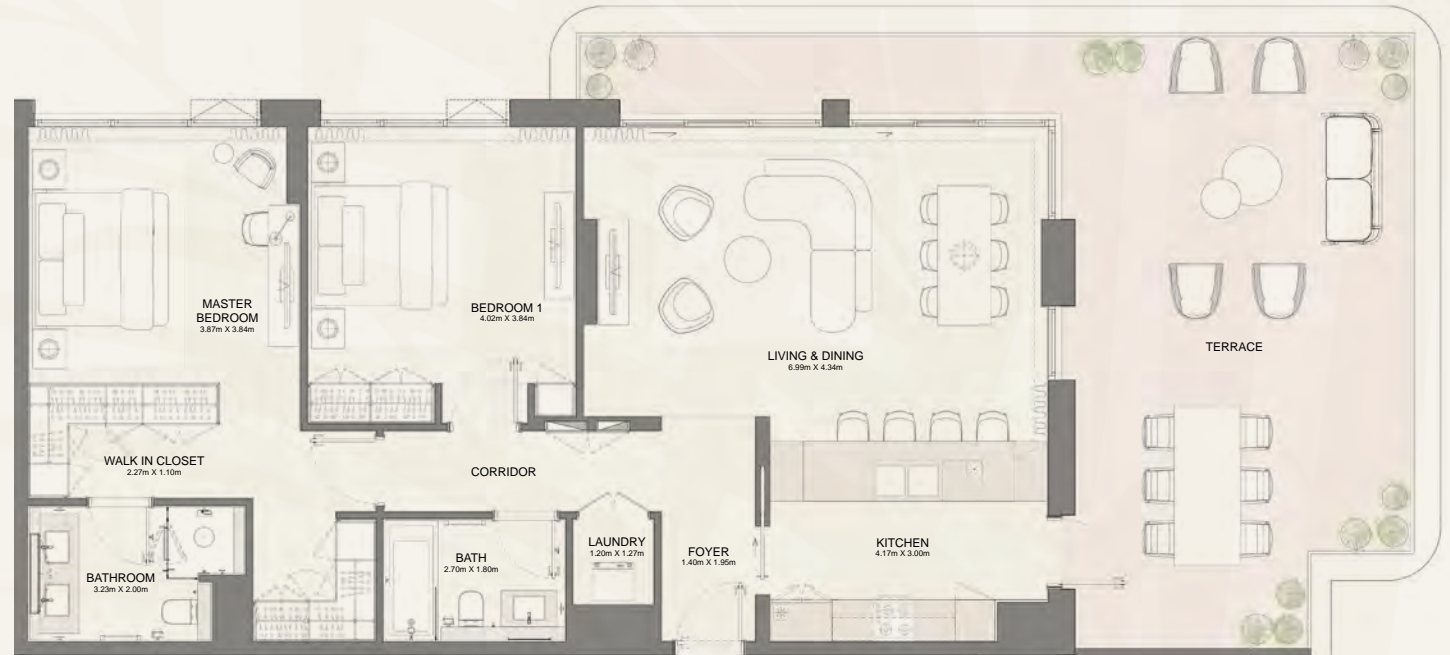 MASTER
BEDROOM
3.87m X 3.84m
BEDROOM 1
4.02m X 3.84m
LIVING & DINING
6.99m X 4.34m
TERRACE
WALK IN CLOSET
2.27m X 1.10m
CORRIDOR
BATHROOM
3.23m X 2.00m
BATH
2.70m X 1.80m
LAUNDRY
1.20m X 1.27m
FOYER
1.40m X 1.95m
KITCHEN
4.17m X 3.00m